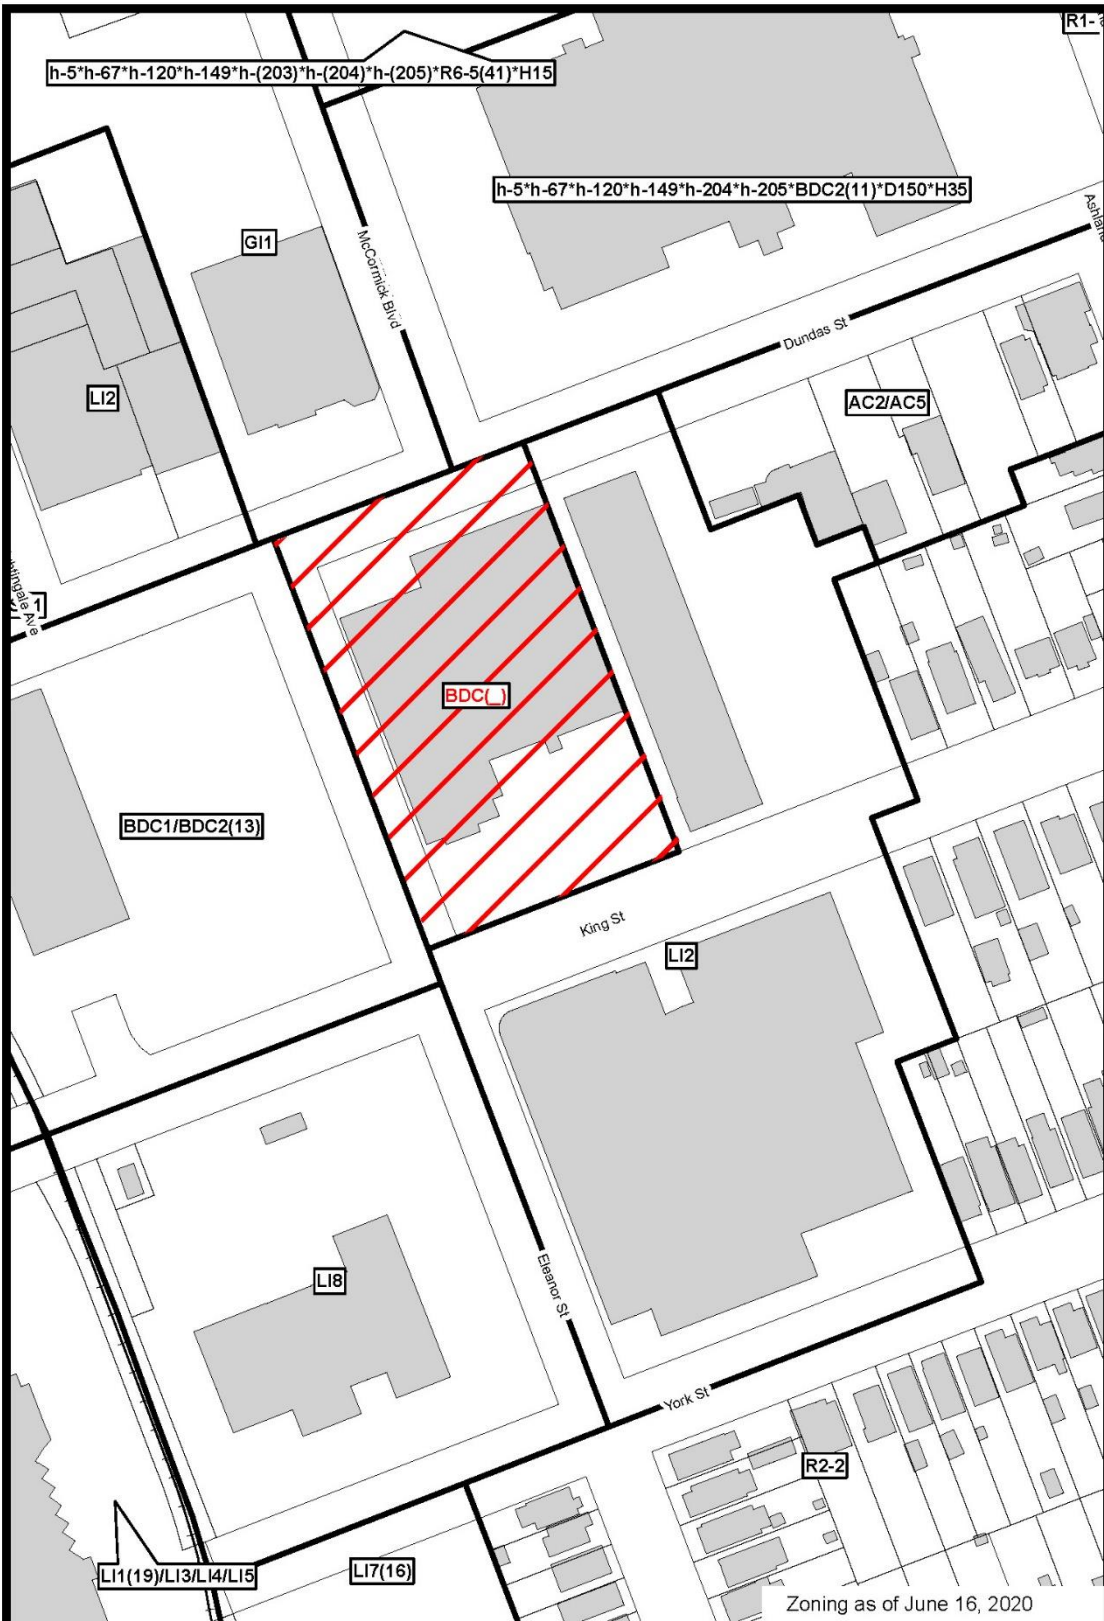 R1-
h-5*h-67*h-120*h-149*h-(203)*h-(204)*h-(205)*R6-5(41)*H15
h-5*h-67*h-120*h-149*h-204*h-205*BDC2(11)*D150*H35
GI1
McCormick Blvd
Dundas St
LI2
AC2/AC5
BDC(_)
BDC1/BDC2(13)
King St
LI2
LI8
Eleanor St
York St
R2-2
LI1(19)/LI3/LI4/LI5
LI7(16)
Zoning as of June 16, 2020